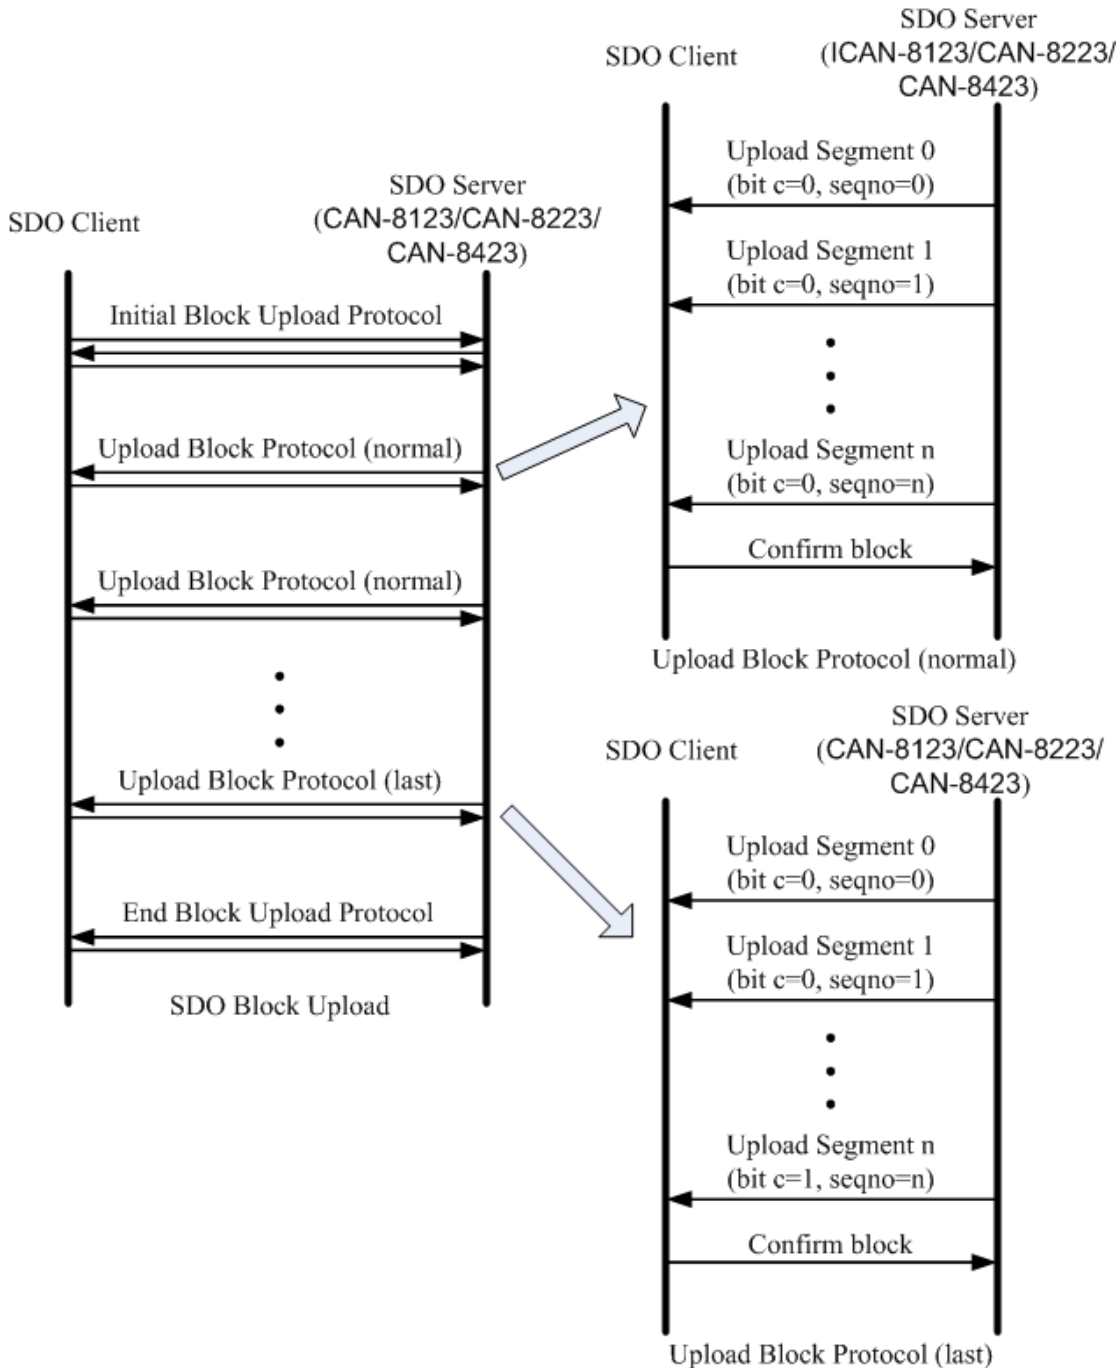 SDO Client
SDO Server
(CAN-8123/CAN-8223/
CAN-8423)
Initial Block Upload Protocol
Upload Block Protocol (normal)
Upload Block Protocol (normal)
Upload Block Protocol (last)
End Block Upload Protocol
SDO Block Upload
SDO Client
SDO Server
(ICAN-8123/CAN-8223/
CAN-8423)
Upload Segment 0
(bit c=0, seqno=0)
Upload Segment 1
(bit c=0, seqno=1)
Upload Segment n
(bit c=0, seqno=n)
Confirm block
Upload Block Protocol (normal)
SDO Client
SDO Server
(CAN-8123/CAN-8223/
CAN-8423)
Upload Segment 0
(bit c=0, seqno=0)
Upload Segment 1
(bit c=0, seqno=1)
Upload Segment n
(bit c=1, seqno=n)
Confirm block
Upload Block Protocol (last)